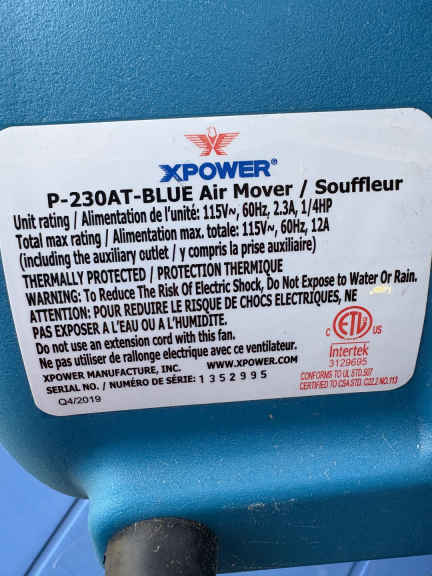 XPOWER®
P-230AT-BLUE Air Mover / Souffleur
Unit rating / Alimentation de l'unité: 115V~, 60Hz, 2.3A, 1/4HP
Total max rating / Alimentation max. totale: 115V~, 60Hz, 12A
(including the auxiliary outlet / y compris la prise auxiliaire)
THERMALLY PROTECTED / PROTECTION THERMIQUE
WARNING: To Reduce The Risk Of Electric Shock, Do Not Expose to Water Or Rain.
ATTENTION: POUR REDUIRE LE RISQUE DE CHOCS ELECTRIQUES, NE
PAS EXPOSER A L'EAU OU A L'HUMIDITE.
Do not use an extension cord with this fan.
Ne pas utiliser de rallonge electrique avec ce ventilateur.
XPOWER MANUFACTURE, INC. WWW.XPOWER.COM
SERIAL NO. / NUMÉRO DE SÉRIE: 1352995
Q4/2019
C ETL US
Intertek
3129695
CONFORMS TO UL STD.507
CERTIFIED TO CSA STD. C22.2 NO.113